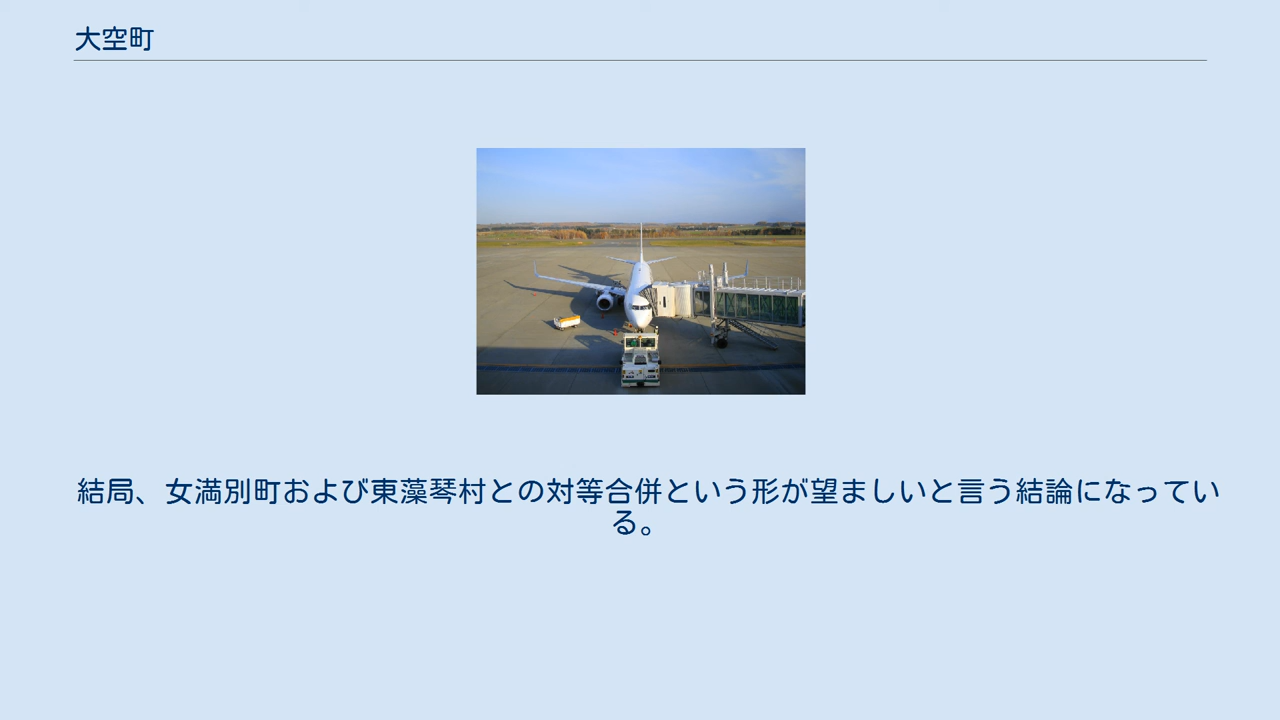 大空町
結局、女満別町および東藻琴村との対等合併という形が望ましいと言う結論になってい
る。